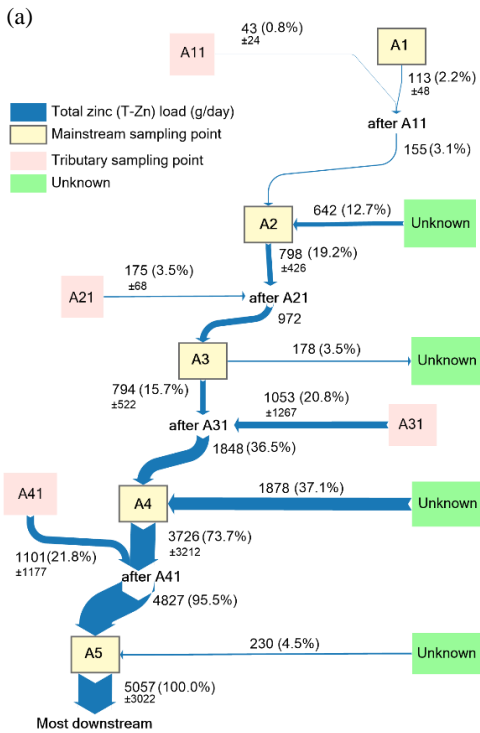 (a)
43 (0.8%)
±24
A11
A1
113 (2.2%)
±48
Total zinc (T-Zn) load (g/day)
Mainstream sampling point
Tributary sampling point
Unknown
after A11
155 (3.1%)
A2
642 (12.7%)
Unknown
798 (19.2%)
±426
175 (3.5%)
±68
A21
after A21
972
A3
178 (3.5%)
Unknown
794 (15.7%)
±522
1053 (20.8%)
±1267
after A31
A31
1848 (36.5%)
A41
A4
1878 (37.1%)
Unknown
3726 (73.7%)
±3212
1101(21.8%)
±1177
after A41
4827 (95.5%)
A5
230 (4.5%)
Unknown
5057 (100.0%)
±3022
Most downstream